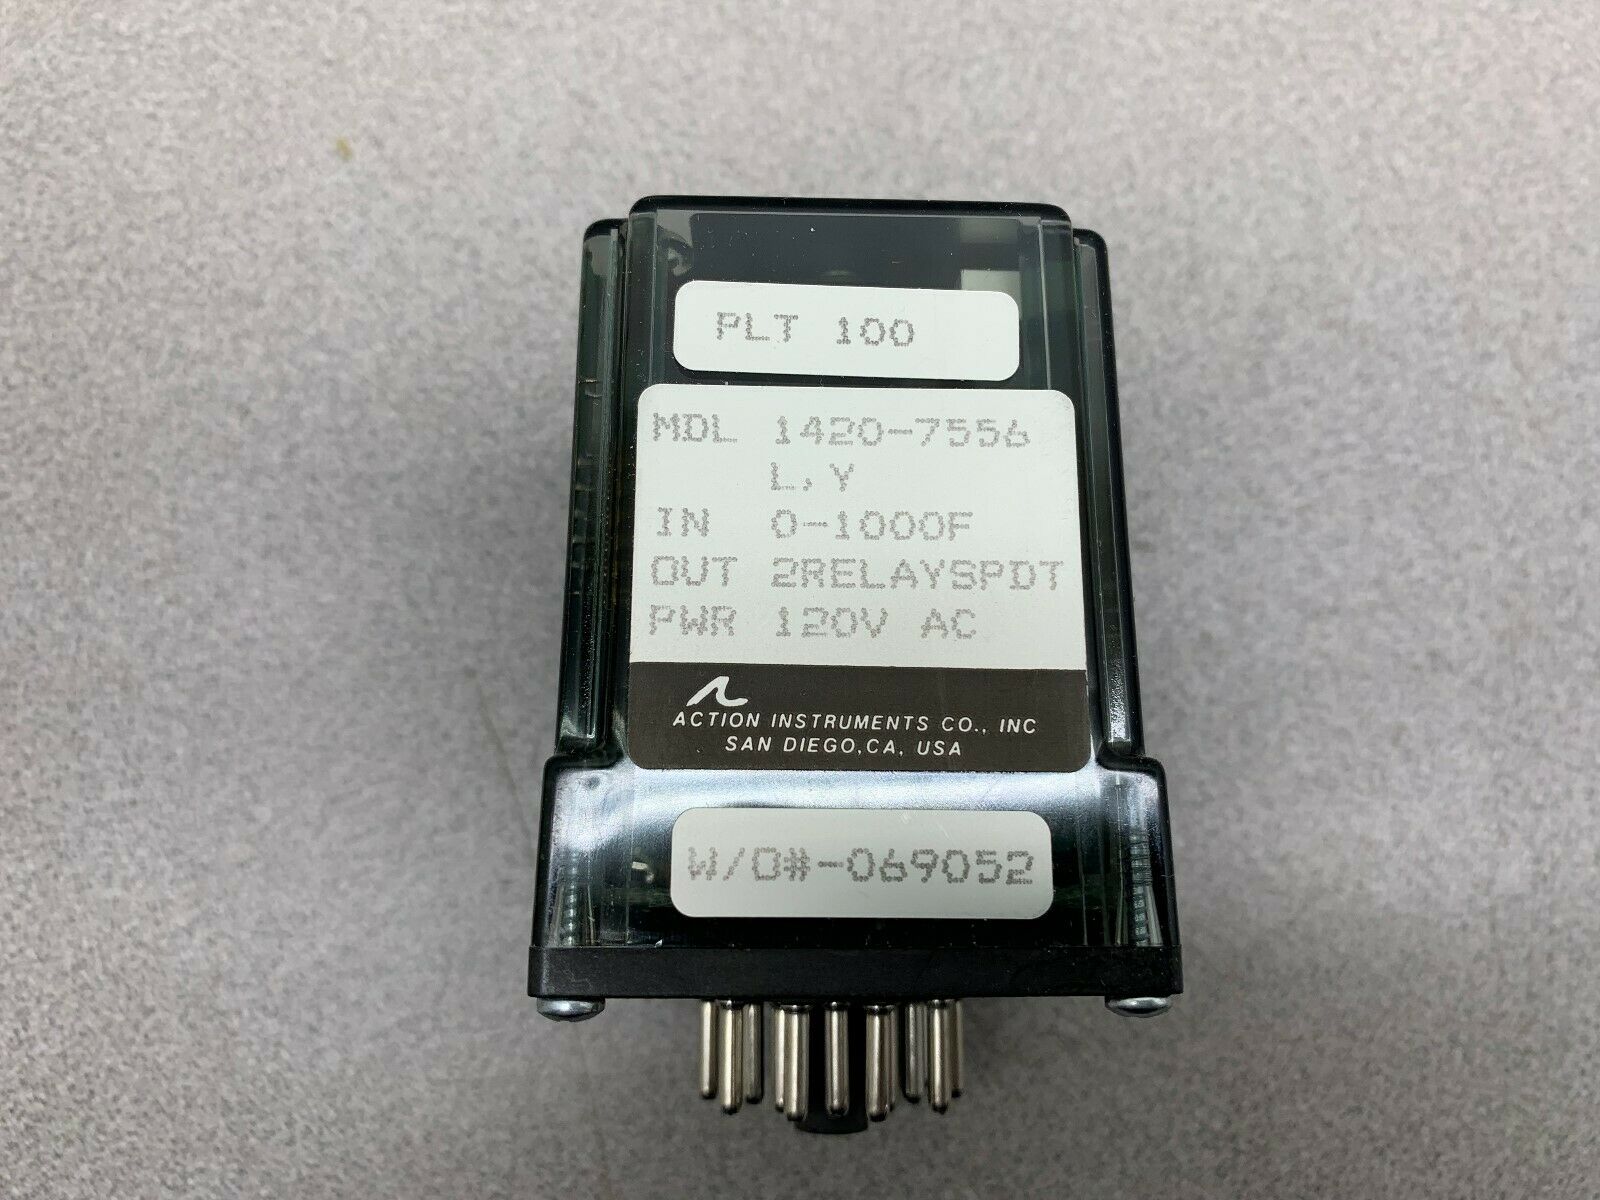 PLT 100
MDL 1420-7556
L,Y
IN 0-1000F
OUT 2RELAYSPDT
PWR 120V AC
ACTION INSTRUMENTS CO., INC
SAN DIEGO, CA, USA
W/O#-069052